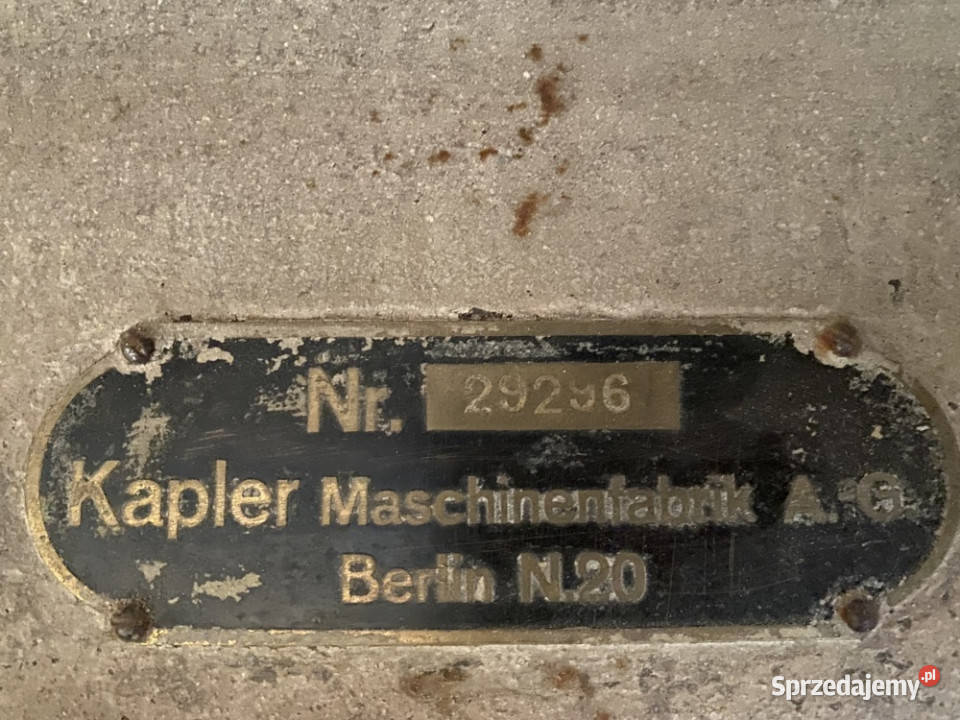 Nr. 29296
Kapler Maschinenfabrik A.-G.
Berlin N.20
Sprzedajemy.pl